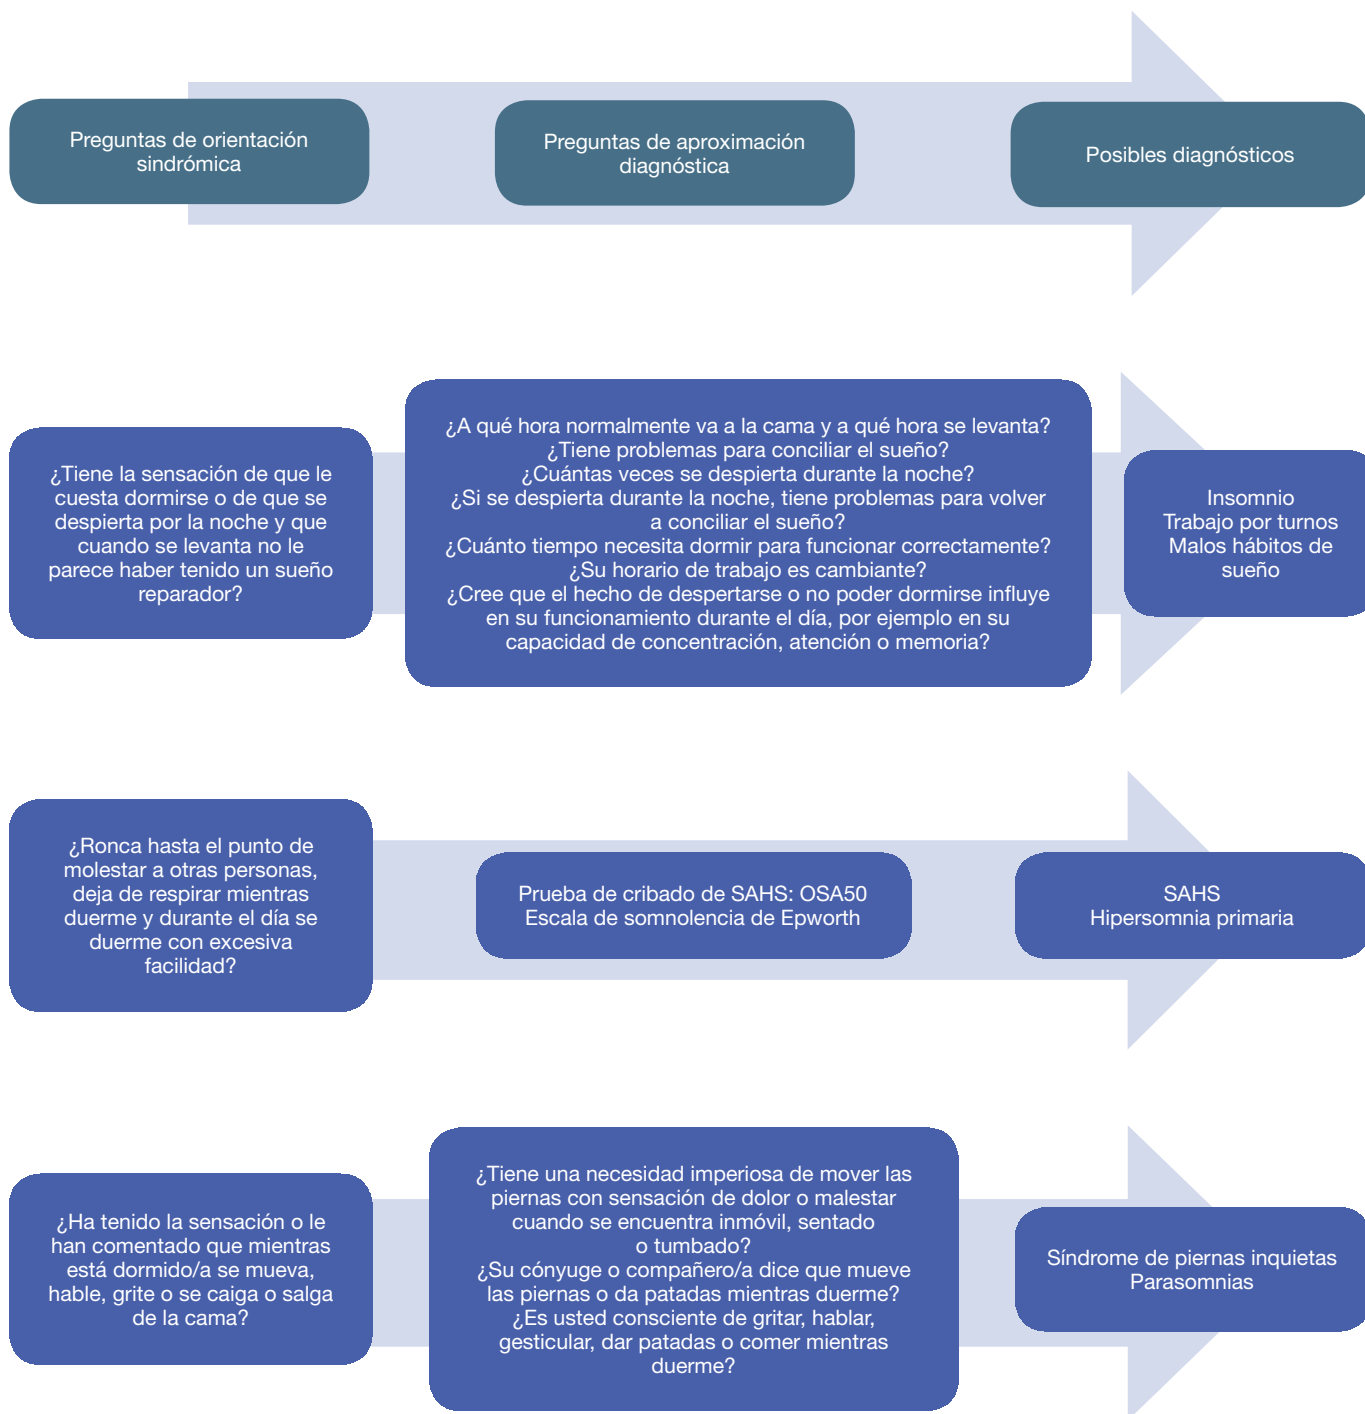 Preguntas de orientación
sindrómica
Preguntas de aproximación
diagnóstica
Posibles diagnósticos
¿Tiene la sensación de que le
cuesta dormirse o de que se
despierta por la noche y que
cuando se levanta no le
parece haber tenido un sueño
reparador?
¿A qué hora normalmente va a la cama y a qué hora se levanta?
¿Tiene problemas para conciliar el sueño?
¿Cuántas veces se despierta durante la noche?
¿Si se despierta durante la noche, tiene problemas para volver
a conciliar el sueño?
¿Cuánto tiempo necesita dormir para funcionar correctamente?
¿Su horario de trabajo es cambiante?
¿Cree que el hecho de despertarse o no poder dormirse influye
en su funcionamiento durante el día, por ejemplo en su
capacidad de concentración, atención o memoria?
Insomnio
Trabajo por turnos
Malos hábitos de
sueño
¿Ronca hasta el punto de
molestar a otras personas,
deja de respirar mientras
duerme y durante el día se
duerme con excesiva
facilidad?
Prueba de cribado de SAHS: OSA50
Escala de somnolencia de Epworth
SAHS
Hipersomnia primaria
¿Ha tenido la sensación o le
han comentado que mientras
está dormido/a se mueva,
hable, grite o se caiga o salga
de la cama?
¿Tiene una necesidad imperiosa de mover las
piernas con sensación de dolor o malestar
cuando se encuentra inmóvil, sentado
o tumbado?
¿Su cónyuge o compañero/a dice que mueve
las piernas o da patadas mientras duerme?
¿Es usted consciente de gritar, hablar,
gesticular, dar patadas o comer mientras
duerme?
Síndrome de piernas inquietas
Parasomnias